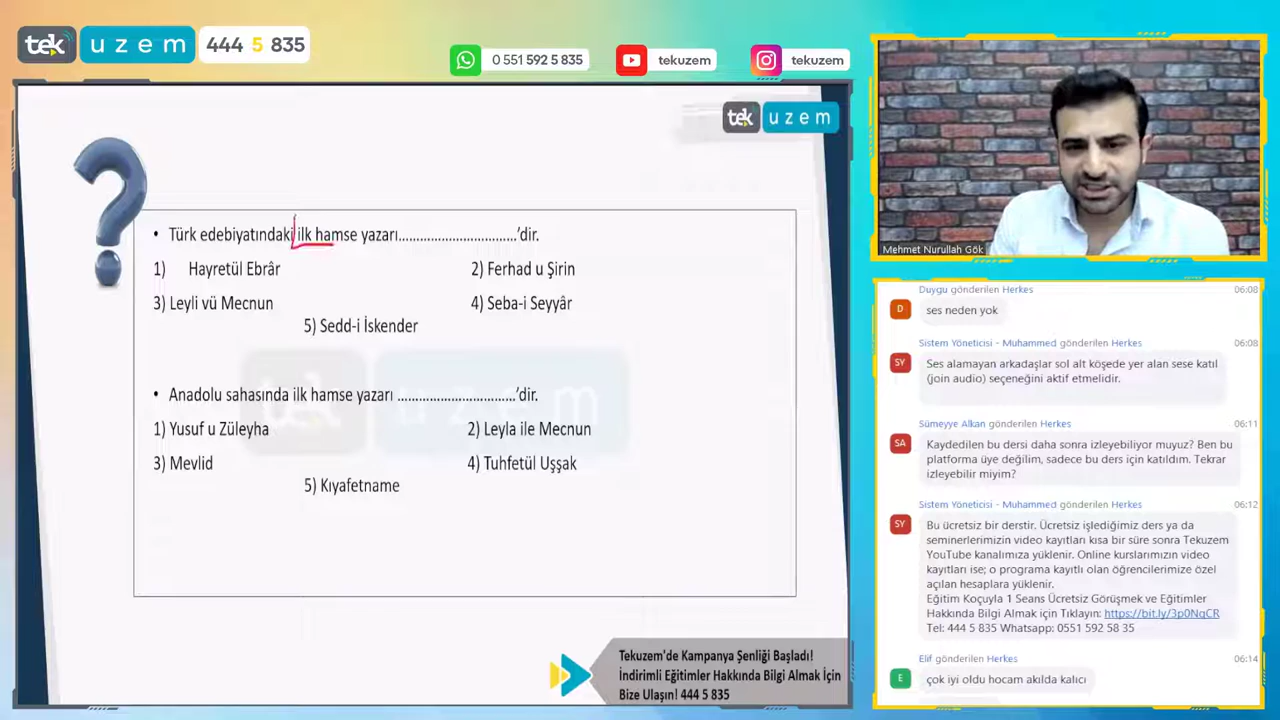 tek uzem 444 5 835
0 551 592 5 835
tekuzem
tekuzem
tek uzem
• Türk edebiyatındaki ilk hamse yazarı.................................'dir.
1) Hayretül Ebrâr
2) Ferhad u Şirin
3) Leyli vü Mecnun
4) Seba-i Seyyâr
5) Sedd-i İskender
• Anadolu sahasında ilk hamse yazarı .................................'dir.
1) Yusuf u Züleyha
2) Leyla ile Mecnun
3) Mevlid
4) Tuhfetül Uşşak
5) Kıyafetname
tek uzem
Tekuzem'de Kampanya Şenliği Başladı!
İndirimli Eğitimler Hakkında Bilgi Almak İçin
Bize Ulaşın! 444 5 835
Mehmet Nurullah Gök
Duygu gönderilen Herkes 06:08
D
ses neden yok
Sistem Yöneticisi - Muhammed gönderilen Herkes 06:08
SY
Ses alamayan arkadaşlar sol alt köşede yer alan sese katıl
(join audio) seçeneğini aktif etmelidir.
Sümeyye Alkan gönderilen Herkes 06:11
SA
Kaydedilen bu dersi daha sonra izleyebiliyor muyuz? Ben bu
platforma üye değilim, sadece bu ders için katıldım. Tekrar
izleyebilir miyim?
Sistem Yöneticisi - Muhammed gönderilen Herkes 06:12
SY
Bu ücretsiz bir derstir. Ücretsiz işlediğimiz ders ya da
seminerlerimizin video kayıtları kısa bir süre sonra Tekuzem
YouTube kanalımıza yüklenir. Online kurslarımızın video
kayıtları ise; o programa kayıtlı olan öğrencilerimize özel
açılan hesaplara yüklenir.
Eğitim Koçuyla 1 Seans Ücretsiz Görüşmek ve Eğitimler
Hakkında Bilgi Almak için Tıklayın: https://bit.ly/3p0NgCR
Tel: 444 5 835 Whatsapp: 0551 592 58 35
Elif gönderilen Herkes 06:14
E
çok iyi oldu hocam akılda kalıcı